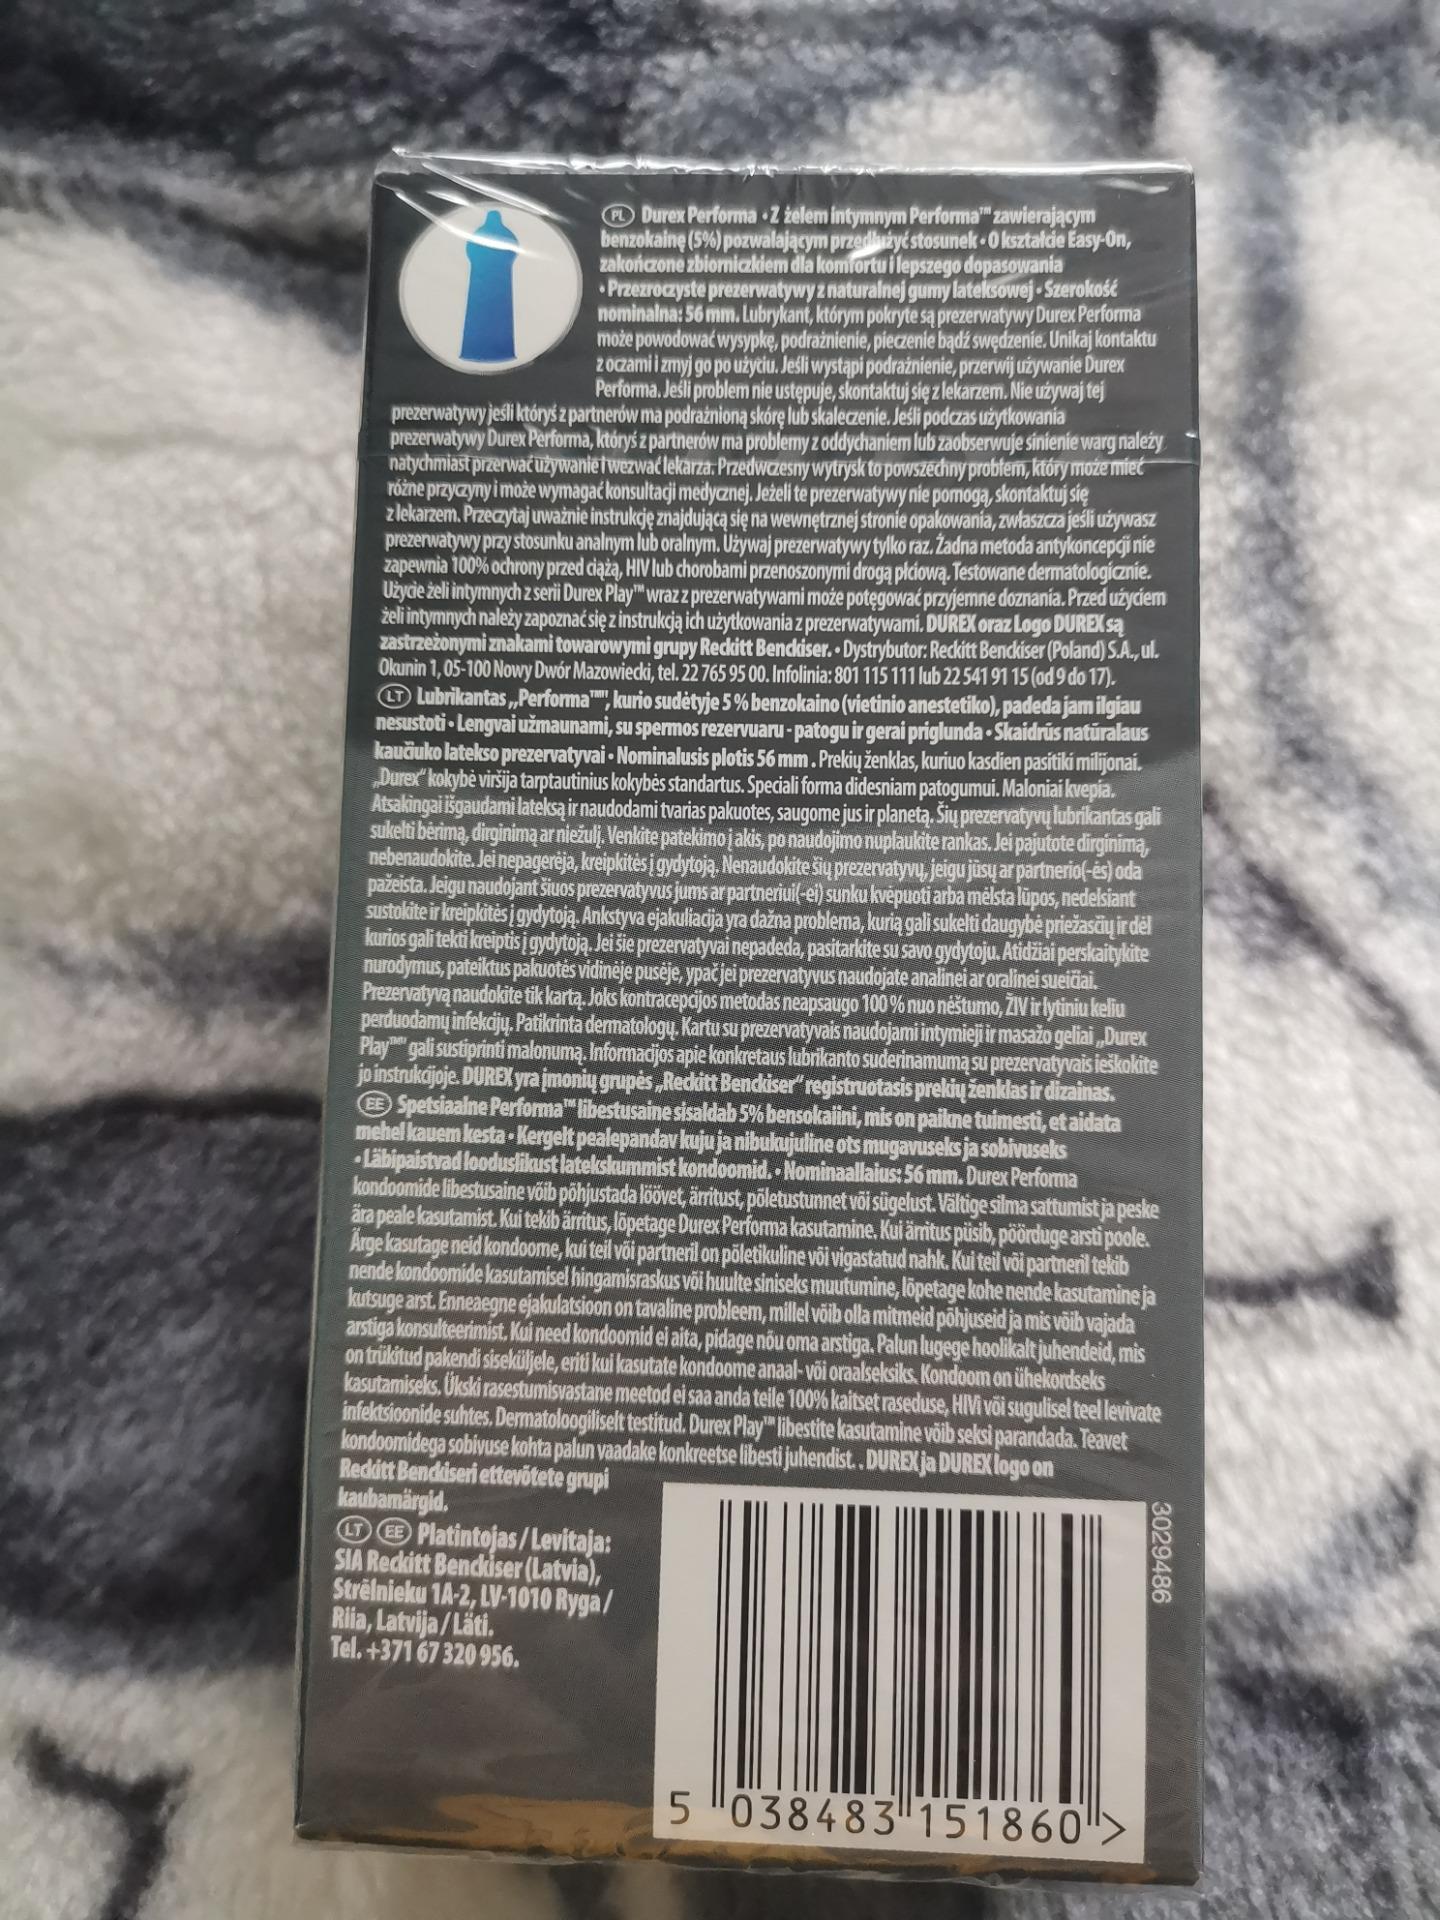 PL Durex Performa • Z żelem intymnym Performa™ zawierającym
benzokainę (5%) pozwalającym przedłużyć stosunek • O kształcie Easy-On,
zakończone zbiorniczkiem dla komfortu i lepszego dopasowania
• Przezroczyste prezerwatywy z naturalnej gumy lateksowej • Szerokość
nominalna: 56 mm. Lubrykant, którym pokryte są prezerwatywy Durex Performa
może powodować wysypkę, podrażnienie, pieczenie bądź swędzenie. Unikaj kontaktu
z oczami i zmyj go po użyciu. Jeśli wystąpi podrażnienie, przerwij używanie Durex
Performa. Jeśli problem nie ustępuje, skontaktuj się z lekarzem. Nie używaj tej
prezerwatywy jeśli któryś z partnerów ma podrażnioną skórę lub skaleczenie. Jeśli podczas użytkowania
prezerwatywy Durex Performa, któryś z partnerów ma problemy z oddychaniem lub zaobserwuje sinienie warg należy
natychmiast przerwać używanie i wezwać lekarza. Przedwczesny wytrysk to powszechny problem, który może mieć
różne przyczyny i może wymagać konsultacji medycznej. Jeżeli te prezerwatywy nie pomogą, skontaktuj się
z lekarzem. Przeczytaj uważnie instrukcję znajdującą się na wewnętrznej stronie opakowania, zwłaszcza jeśli używasz
prezerwatywy przy stosunku analnym lub oralnym. Używaj prezerwatywy tylko raz. Żadna metoda antykoncepcji nie
zapewnia 100% ochrony przed ciążą, HIV lub chorobami przenoszonymi drogą płciową. Testowane dermatologicznie.
Użycie żeli intymnych z serii Durex Play™ wraz z prezerwatywami może potęgować przyjemne doznania. Przed użyciem
żeli intymnych należy zapoznać się z instrukcją ich użytkowania z prezerwatywami. DUREX oraz Logo DUREX są
zastrzeżonymi znakami towarowymi grupy Reckitt Benckiser. • Dystrybutor: Reckitt Benckiser (Poland) S.A., ul.
Okunin 1, 05-100 Nowy Dwór Mazowiecki, tel. 22 765 95 00. Infolinia: 801 115 111 lub 22 541 91 15 (od 9 do 17).
LT Lubrikantas „Performa™", kurio sudėtyje 5 % benzokaino (vietinio anestetiko), padeda jam ilgiau
nesustoti • Lengvai užmaunami, su spermos rezervuaru - patogu ir gerai priglunda • Skaidrūs natūralaus
kaučiuko latekso prezervatyvai • Nominalusis plotis 56 mm . Prekių ženklas, kuriuo kasdien pasitiki milijonai.
„Durex“ kokybė viršija tarptautinius kokybės standartus. Speciali forma didesniam patogumui. Maloniai kvepia.
Atsakingai išgaudami lateksą ir naudodami tvarias pakuotes, saugome jus ir planetą. Šių prezervatyvų lubrikantas gali
sukelti bėrimą, dirginimą ar niežulį. Venkite patekimo į akis, po naudojimo nuplaukite rankas. Jei pajutote dirginimą,
nebenaudokite. Jei nepagerėja, kreipkitės į gydytoją. Nenaudokite šių prezervatyvų, jeigu jūsų ar partnerio(-ės) oda
pažeista. Jeigu naudojant šiuos prezervatyvus jums ar partneriui(-ei) sunku kvėpuoti arba mėlsta lūpos, nedelsiant
sustokite ir kreipkitės į gydytoją. Ankstyva ejakuliacija yra dažna problema, kurią gali sukelti daugybė priežasčių ir dėl
kurios gali tekti kreiptis į gydytoją. Jei šie prezervatyvai nepadeda, pasitarkite su savo gydytoju. Atidžiai perskaitykite
nurodymus, pateiktus pakuotės vidinėje pusėje, ypač jei prezervatyvus naudojate analinei ar oralinei sueičiai.
Prezervatyvą naudokite tik kartą. Joks kontracepcijos metodas neapsaugo 100 % nuo nėštumo, ŽIV ir lytiniu keliu
perduodamų infekcijų. Patikrinta dermatologų. Kartu su prezervatyvais naudojami intymieji ir masažo geliai „Durex
Play™“ gali sustiprinti malonumą. Informacijos apie konkretaus lubrikanto suderinamumą su prezervatyvais ieškokite
jo instrukcijoje. DUREX yra įmonių grupės „Reckitt Benckiser“ registruotasis prekių ženklas ir dizainas.
EE Spetsiaalne Performa™ libestusaine sisaldab 5% bensokaiini, mis on paikne tuimesti, et aidata
mehel kauem kesta • Kergelt pealepandav kuju ja nibukujuline ots mugavuseks ja sobivuseks
• Läbipaistvad looduslikust latekskummist kondoomid. • Nominaallaius: 56 mm. Durex Performa
kondoomide libestusaine võib põhjustada löövet, ärritust, põletustunnet või sügelust. Vältige silma sattumist ja peske
ära peale kasutamist. Kui tekib ärritus, lõpetage Durex Performa kasutamine. Kui ärritus püsib, pöörduge arsti poole.
Ärge kasutage neid kondoome, kui teil või partneril on põletikuline või vigastatud nahk. Kui teil või partneril tekib
nende kondoomide kasutamisel hingamisraskus või huulte siniseks muutumine, lõpetage kohe nende kasutamine ja
kutsuge arst. Enneaegne ejakulatsioon on tavaline probleem, millel võib olla mitmeid põhjuseid ja mis võib vajada
arstiga konsulteerimist. Kui need kondoomid ei aita, pidage nõu oma arstiga. Palun lugege hoolikalt juhendeid, mis
on trükitud pakendi siseküljele, eriti kui kasutate kondoome anaal- või oraalseksiks. Kondoom on ühekordseks
kasutamiseks. Ükski rasestumisvastane meetod ei saa anda teile 100% kaitset raseduse, HIVi või sugulisel teel levivate
infektsioonide suhtes. Dermatoloogiliselt testitud. Durex Play™ libestite kasutamine võib seksi parandada. Teavet
kondoomidega sobivuse kohta palun vaadake konkreetse libesti juhendist. . DUREX ja DUREX logo on
Reckitt Benckiseri ettevõtete grupi
kaubamärgid.
LT EE Platintojas / Levitaja:
SIA Reckitt Benckiser (Latvia),
Strēlnieku 1A-2, LV-1010 Ryga /
Riia, Latvija / Läti.
Tel. +371 67 320 956.
3029486
5 038483 151860 >